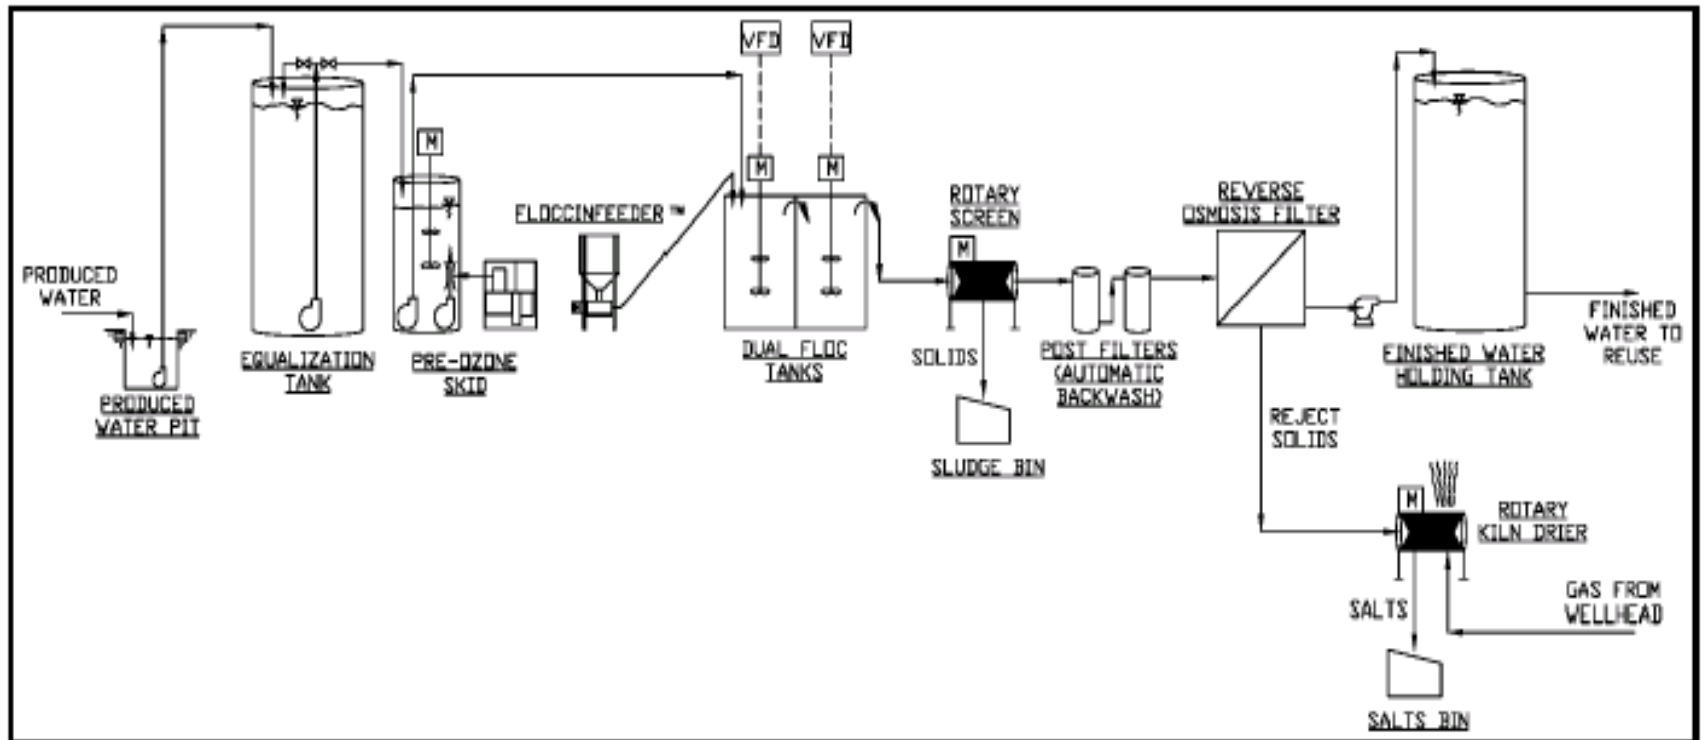 VFD
VFD
M
M
M
PRODUCED
WATER
PRODUCED
WATER PIT
EQUALIZATION
TANK
PRE-OZONE
SKID
FLOCCINFEEDER™
DUAL FLOC
TANKS
ROTARY
SCREEN
M
SOLIDS
SLUDGE BIN
POST FILTERS
(AUTOMATIC
BACKWASH)
REVERSE
OSMOSIS FILTER
REJECT
SOLIDS
FINISHED WATER
HOLDING TANK
FINISHED
WATER TO
REUSE
M
ROTARY
KILN DRIER
GAS FROM
WELLHEAD
SALTS
SALTS BIN